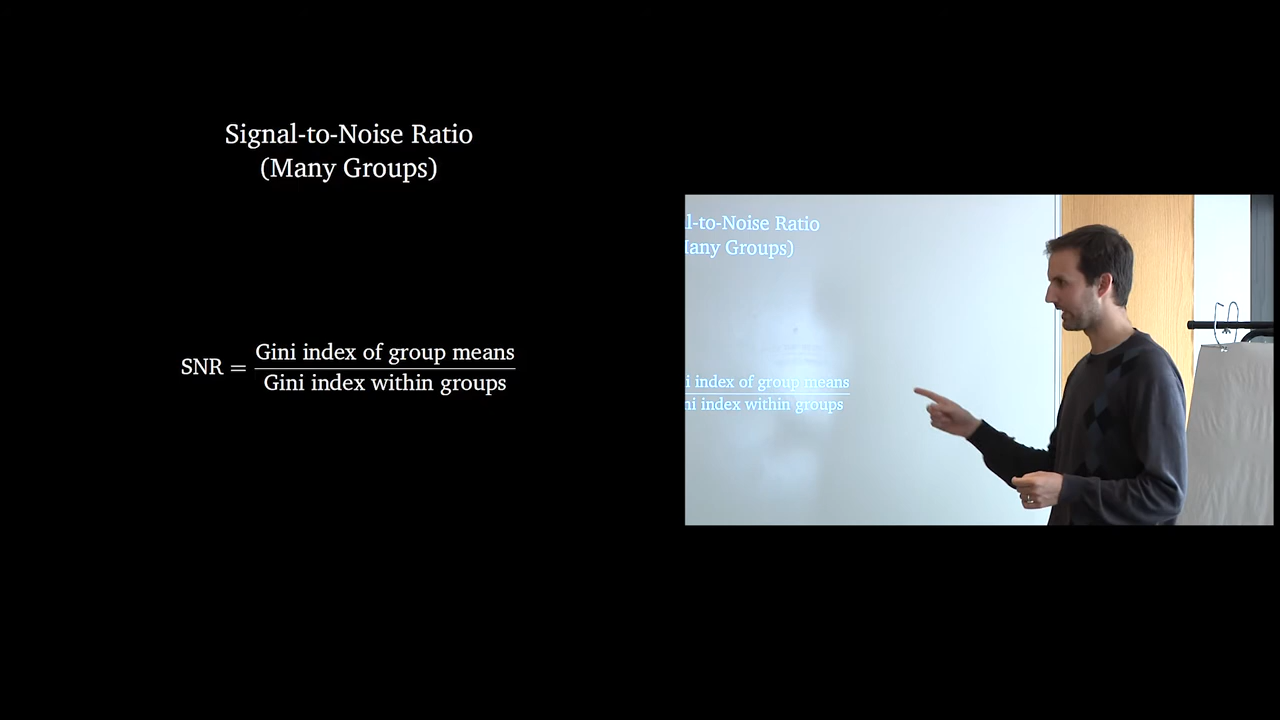 Signal-to-Noise Ratio
(Many Groups)
SNR = Gini index of group means
Gini index within groups
l-to-Noise Ratio
any Groups)
i index of group means
ni index within groups